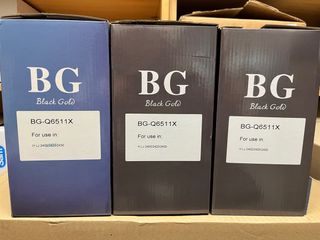 BG
Black Gold
BG-Q6511X
For use in:
BG
Black Gold
BG-Q6511X
For use in:
BG
Black Gold
BG-Q6511X
For use in: